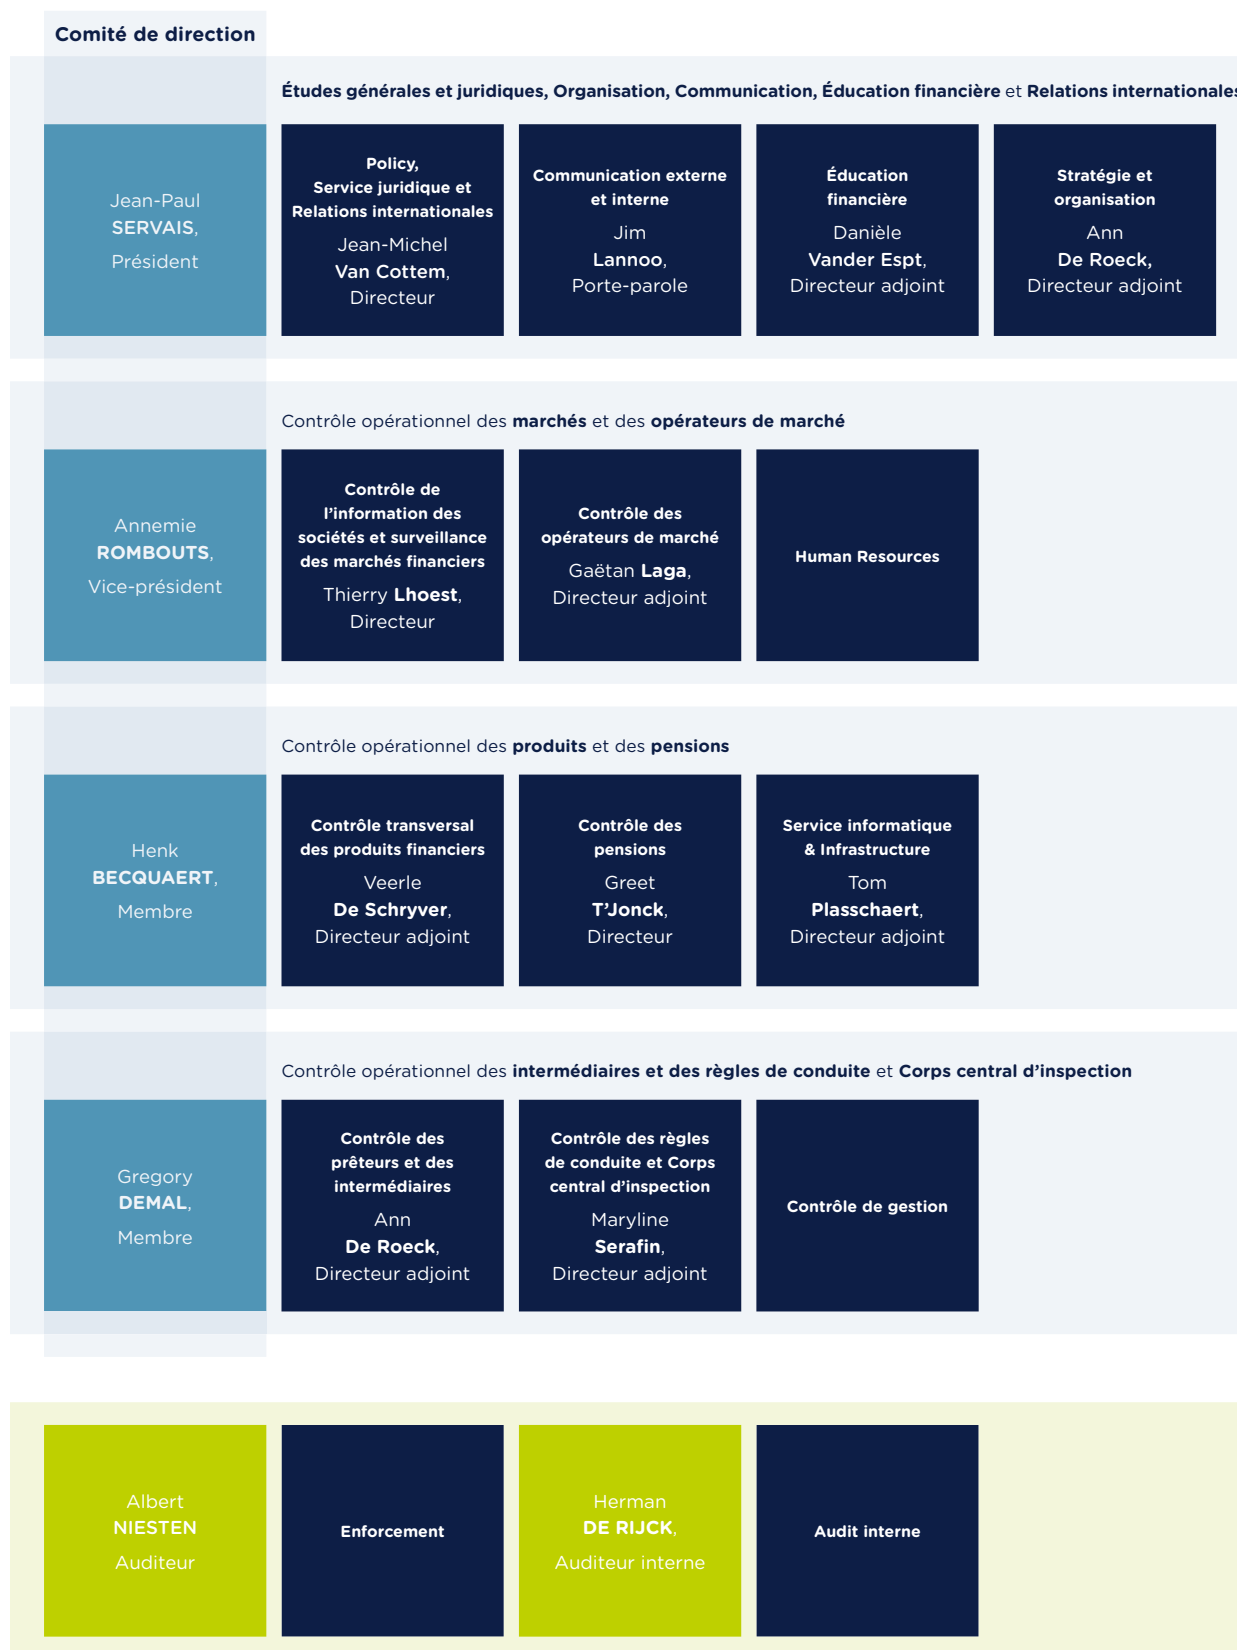 Comité de direction
Études générales et juridiques, Organisation, Communication, Éducation financière et Relations internationales
Jean-Paul
SERVAIS,
Président
Policy,
Service juridique et
Relations internationales
Jean-Michel
Van Cottem,
Directeur
Communication externe
et interne
Jim
Lannoo,
Porte-parole
Éducation
financière
Danièle
Vander Espt,
Directeur adjoint
Stratégie et
organisation
Ann
De Roeck,
Directeur adjoint
Contrôle opérationnel des marchés et des opérateurs de marché
Annemie
ROMBOUTS,
Vice-président
Contrôle de
l’information des
sociétés et surveillance
des marchés financiers
Thierry Lhoest,
Directeur
Contrôle des
opérateurs de marché
Gaëtan Laga,
Directeur adjoint
Human Resources
Contrôle opérationnel des produits et des pensions
Henk
BECQUAERT,
Membre
Contrôle transversal
des produits financiers
Veerle
De Schryver,
Directeur adjoint
Contrôle des
pensions
Greet
T’Jonck,
Directeur
Service informatique
& Infrastructure
Tom
Plasschaert,
Directeur adjoint
Contrôle opérationnel des intermédiaires et des règles de conduite et Corps central d’inspection
Gregory
DEMAL,
Membre
Contrôle des
prêteurs et des
intermédiaires
Ann
De Roeck,
Directeur adjoint
Contrôle des règles
de conduite et Corps
central d’inspection
Maryline
Serafin,
Directeur adjoint
Contrôle de gestion
Albert
NIESTEN
Auditeur
Enforcement
Herman
DE RIJCK,
Auditeur interne
Audit interne